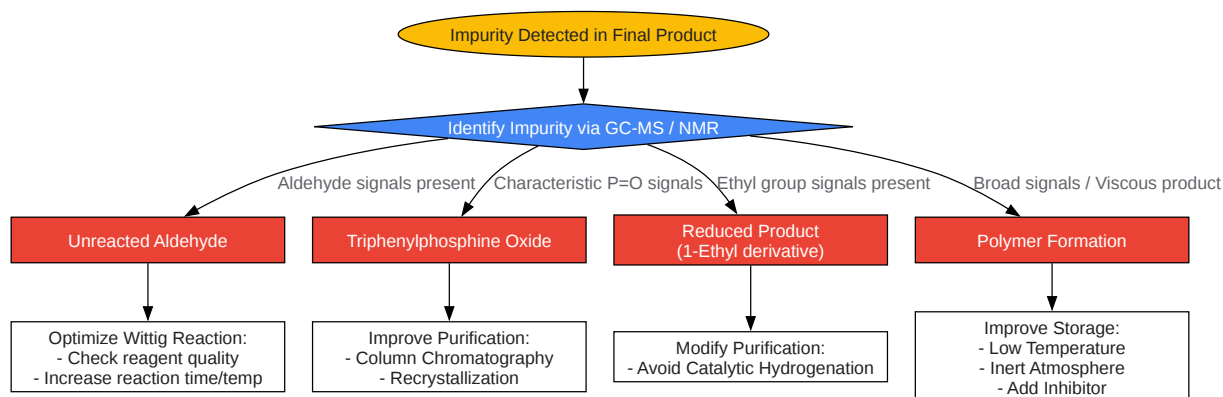 Impurity Detected in Final Product
Identify Impurity via GC-MS / NMR
Aldehyde signals present
Characteristic P=O signals
Ethyl group signals present
Broad signals / Viscous product
Unreacted Aldehyde
Triphenylphosphine Oxide
Reduced Product
(1-Ethyl derivative)
Polymer Formation
Optimize Wittig Reaction:
- Check reagent quality
- Increase reaction time/temp
Improve Purification:
- Column Chromatography
- Recrystallization
Modify Purification:
- Avoid Catalytic Hydrogenation
Improve Storage:
- Low Temperature
- Inert Atmosphere
- Add Inhibitor